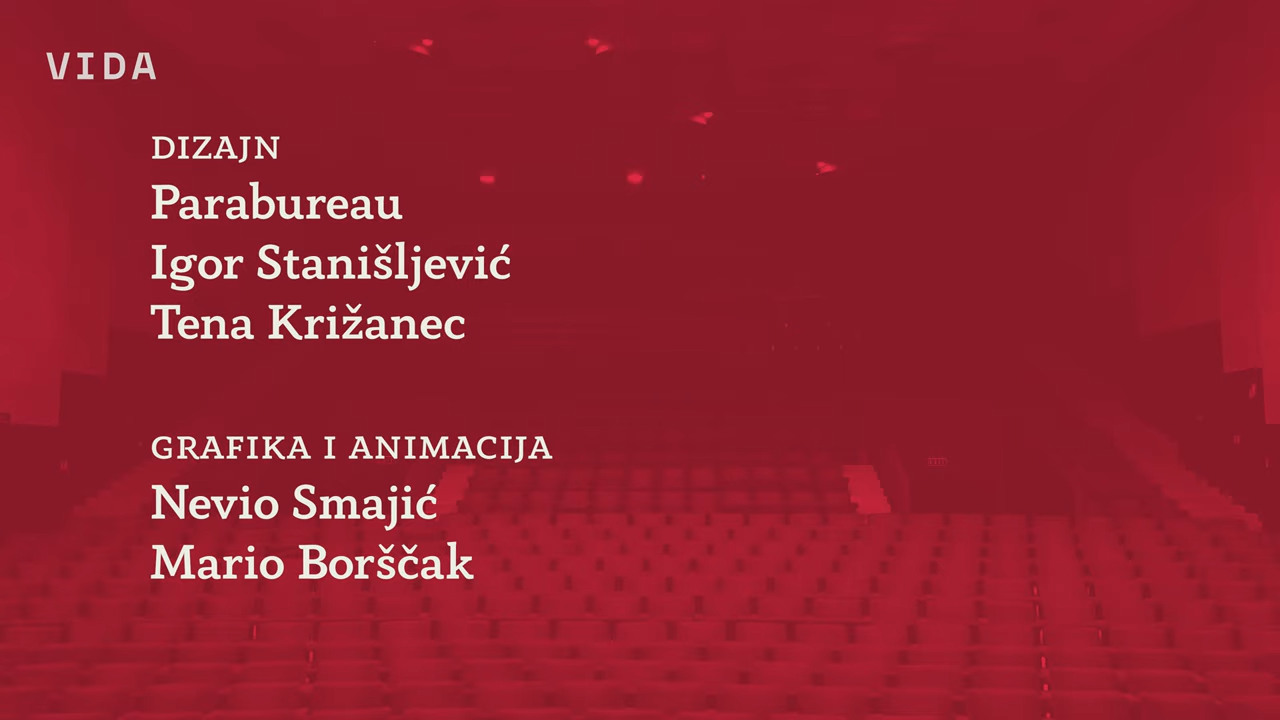 VIDA
DIZAJN
Parabureau
Igor Stanišljević
Tena Križanec
GRAFIKA I ANIMACIJA
Nevio Smajić
Mario Borščak